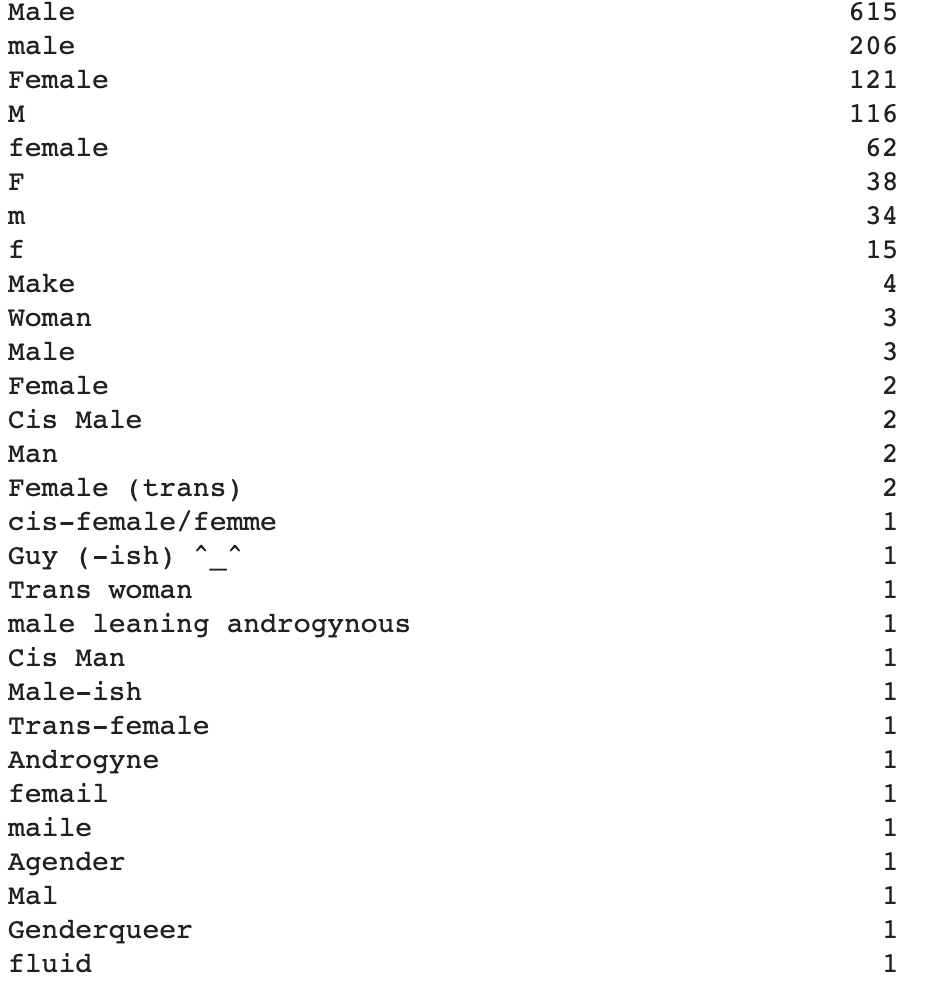 Male 615
male 206
Female 121
M 116
female 62
F 38
m 34
f 15
Make 4
Woman 3
Male 3
Female 2
Cis Male 2
Man 2
Female (trans) 2
cis-female/femme 1
Guy (-ish) ^_^ 1
Trans woman 1
male leaning androgynous 1
Cis Man 1
Male-ish 1
Trans-female 1
Androgyne 1
femail 1
maile 1
Agender 1
Mal 1
Genderqueer 1
fluid 1